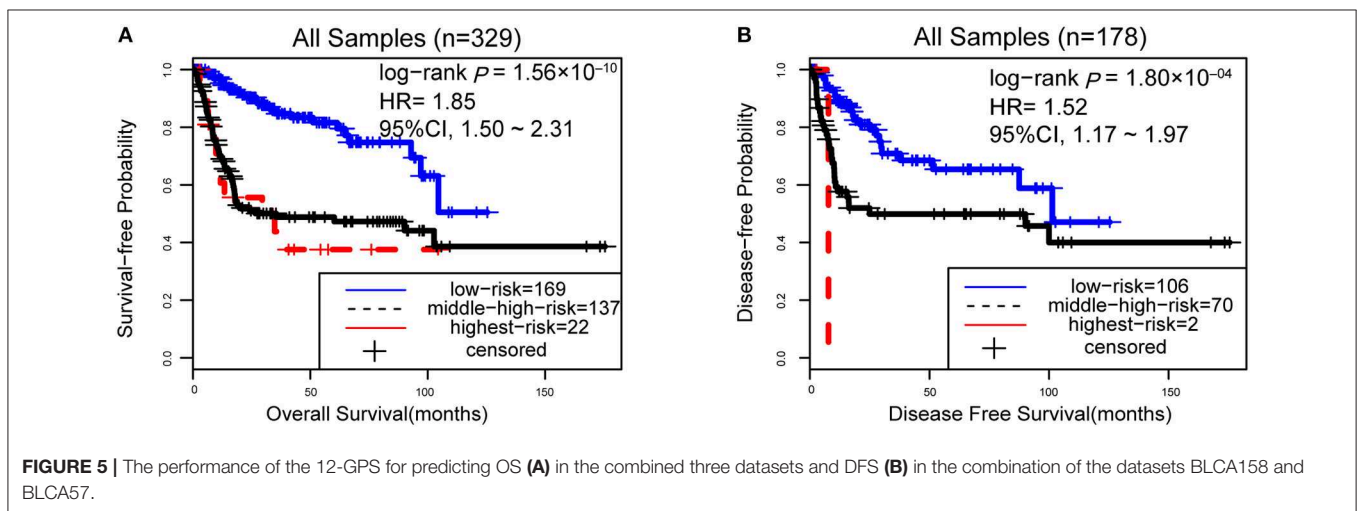 A
All Samples (n=329)
Survival-free Probability
1.0
0.8
0.6
0.4
0.2
0.0
log-rank P = 1.56×10−10
HR= 1.85
95%CI, 1.50 ~ 2.31
low-risk=169
middle-high-risk=137
highest-risk=22
censored
0 50 100 150
Overall Survival(months)
B
All Samples (n=178)
Disease-free Probability
1.0
0.8
0.6
0.4
0.2
0.0
log-rank P = 1.80×10−04
HR= 1.52
95%CI, 1.17 ~ 1.97
low-risk=106
middle-high-risk=70
highest-risk=2
censored
0 50 100 150
Disease Free Survival(months)
FIGURE 5 | The performance of the 12-GPS for predicting OS (A) in the combined three datasets and DFS (B) in the combination of the datasets BLCA158 and
BLCA57.